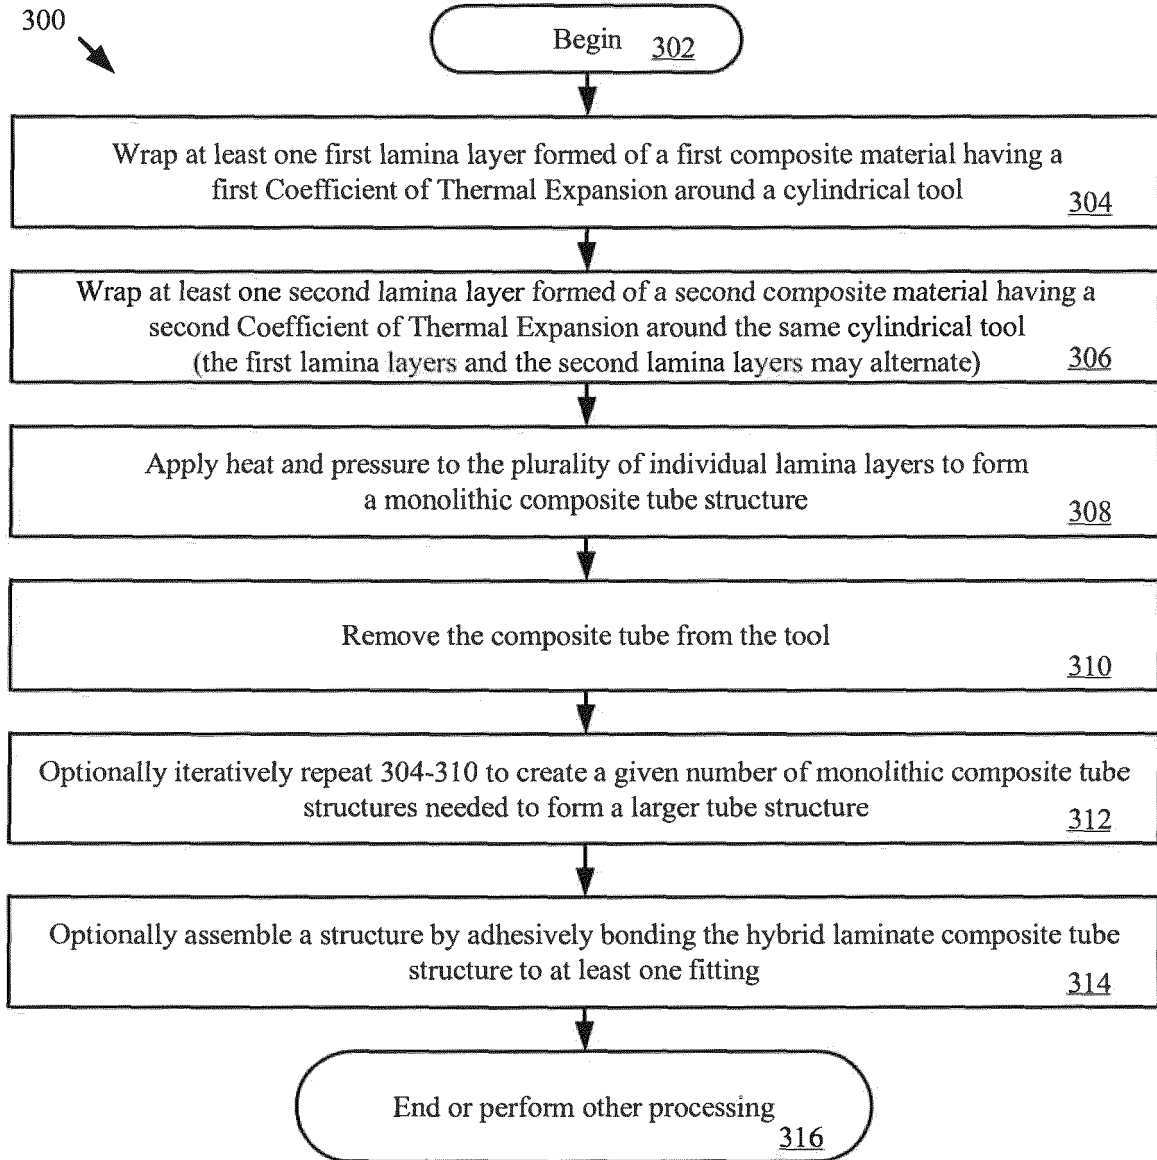 300
Begin 302
Wrap at least one first lamina layer formed of a first composite material having a
first Coefficient of Thermal Expansion around a cylindrical tool
304
Wrap at least one second lamina layer formed of a second composite material having a
second Coefficient of Thermal Expansion around the same cylindrical tool
(the first lamina layers and the second lamina layers may alternate)
306
Apply heat and pressure to the plurality of individual lamina layers to form
a monolithic composite tube structure
308
Remove the composite tube from the tool
310
Optionally iteratively repeat 304-310 to create a given number of monolithic composite tube
structures needed to form a larger tube structure
312
Optionally assemble a structure by adhesively bonding the hybrid laminate composite tube
structure to at least one fitting
314
End or perform other processing
316